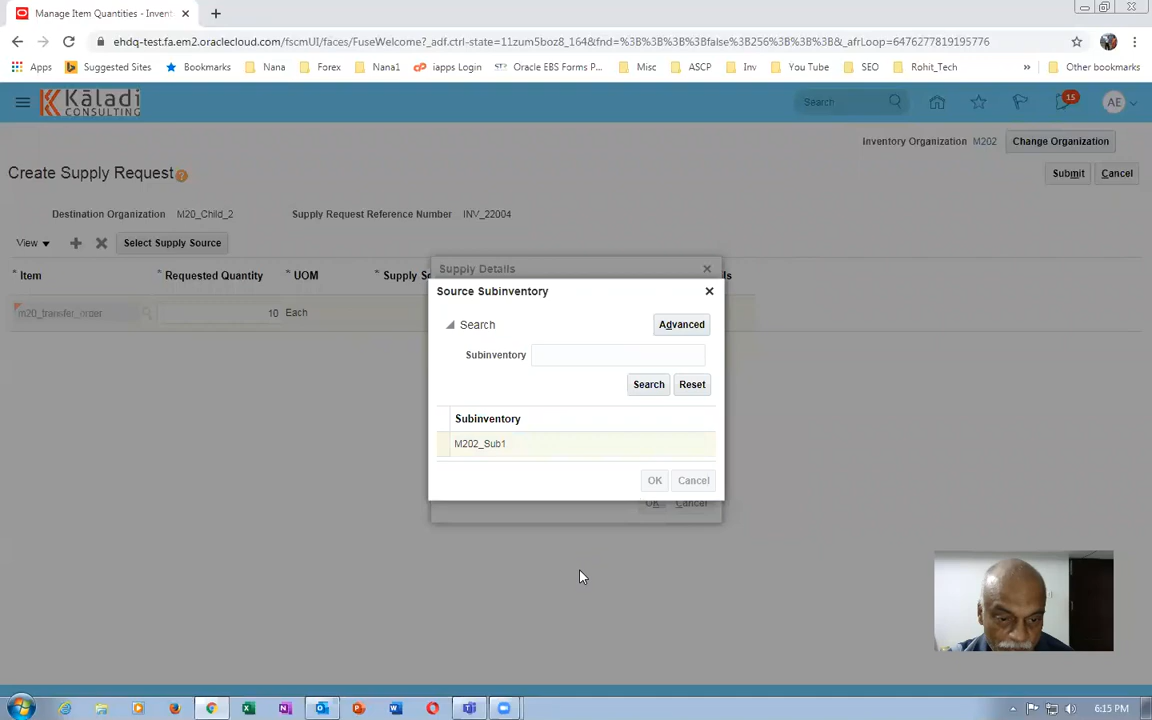 Manage Item Quantities - Invent
ehdq-test.fa.em2.oraclecloud.com/fscmUI/faces/FuseWelcome?_adf.ctrl-state=11zum5boz8_164&fnd=%3B%3B%3B%3Bfalse%3B256%3B%3B%3B&_afrLoop=6476277819195776
Apps Suggested Sites Bookmarks Nana Forex Nana1 iapps Login Oracle EBS Forms P... Misc ASCP Inv You Tube SEO Rohit_Tech » Other bookmarks
Kāladi
CONSULTING
Search
15
AE
Inventory Organization M202 Change Organization
Create Supply Request
Submit Cancel
Destination Organization M20_Child_2 Supply Request Reference Number INV_22004
View Select Supply Source
* Item * Requested Quantity * UOM * Supply S
m20_transfer_order 10 Each
Supply Details
Source Subinventory
Search Advanced
Subinventory
Search Reset
Subinventory
M202_Sub1
OK Cancel
OK Cancel
6:15 PM